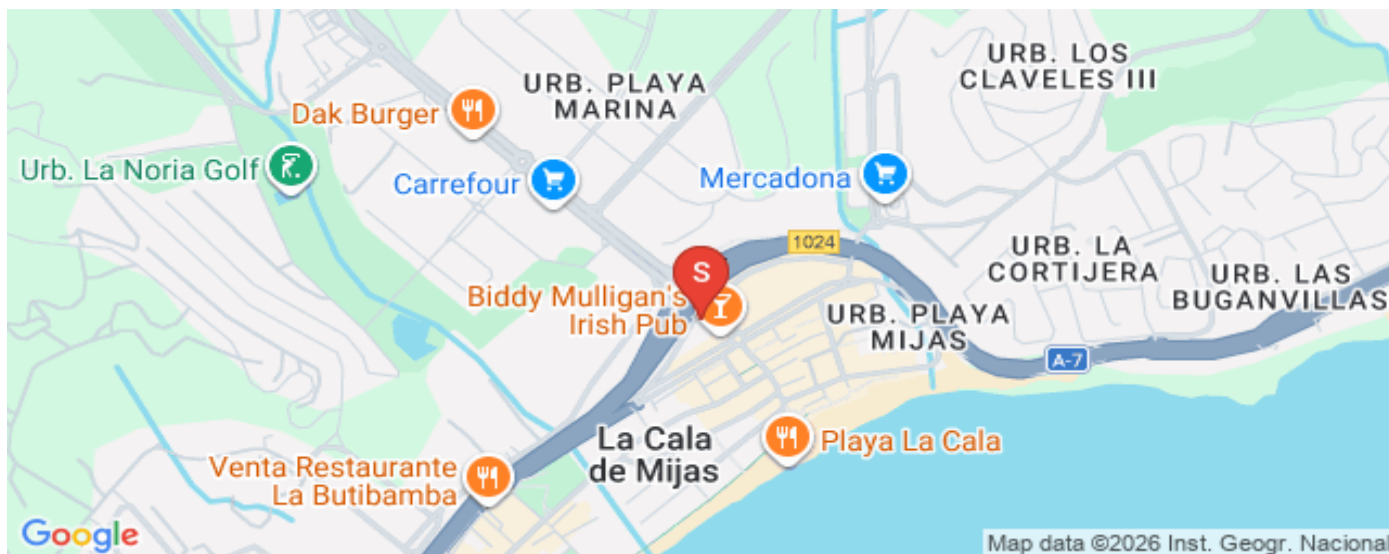 URB. LOS
CLAVELES III
URB. PLAYA
MARINA
Dak Burger
Urb. La Noria Golf
Carrefour
Mercadona
1024
URB. LA
CORTIJERA
URB. LAS
BUGANVILLAS
S
Biddy Mulligan's
Irish Pub
URB. PLAYA
MIJAS
A-7
La Cala
de Mijas
Playa La Cala
Venta Restaurante
La Butibamba
Google
Map data ©2026 Inst. Geogr. Nacional